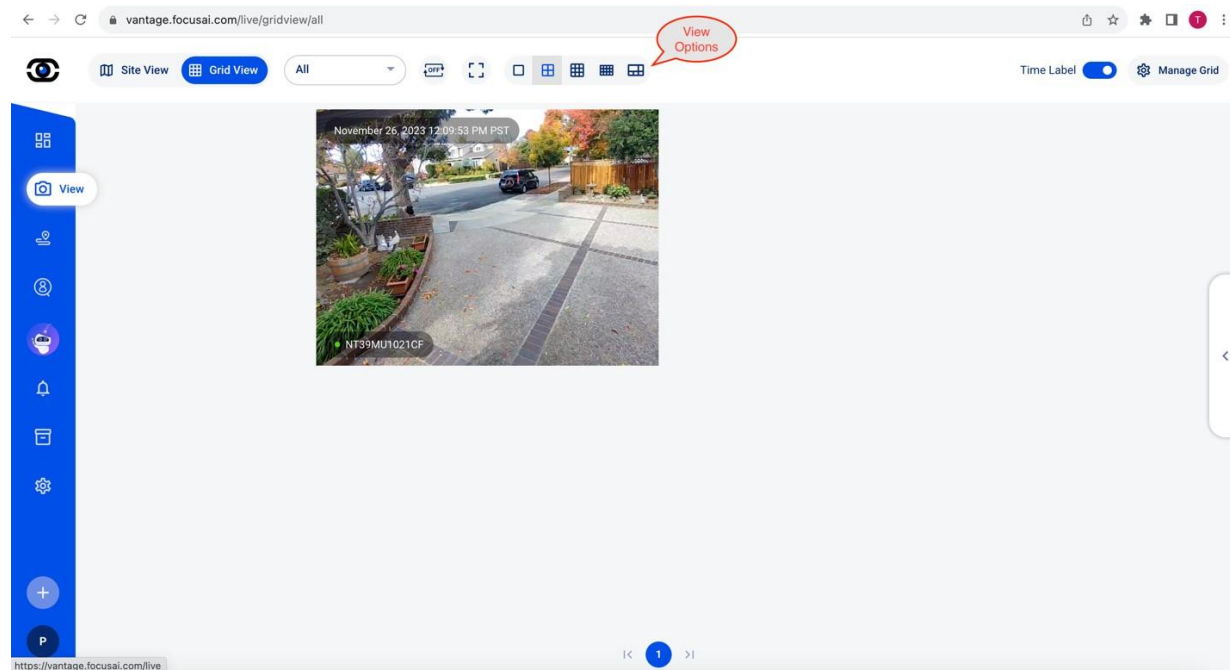 vantage.focusai.com/live/gridview/all
T
View
Options
Site View
Grid View
All
OFF
Time Label
Manage Grid
November 26, 2023 12:09:53 PM PST
View
NT39MU1021CF
P
1
https://vantage.focusai.com/live